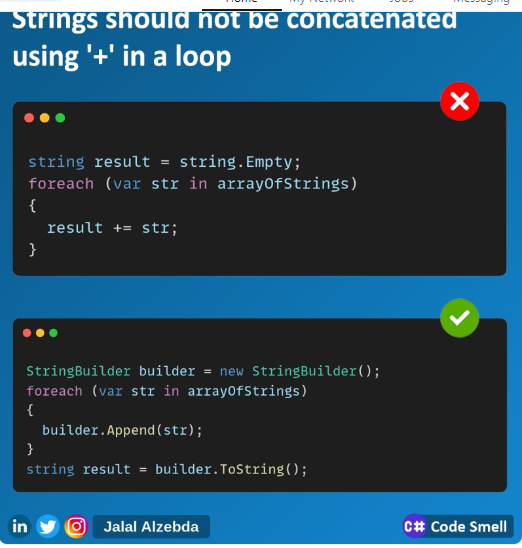 Home My Network Jobs Messaging
Strings should not be concatenated
using '+' in a loop
string result = string.Empty;
foreach (var str in arrayOfStrings)
{
result += str;
}
StringBuilder builder = new StringBuilder();
foreach (var str in arrayOfStrings)
{
builder.Append(str);
}
string result = builder.ToString();
in Jalal Alzebda C# Code Smell